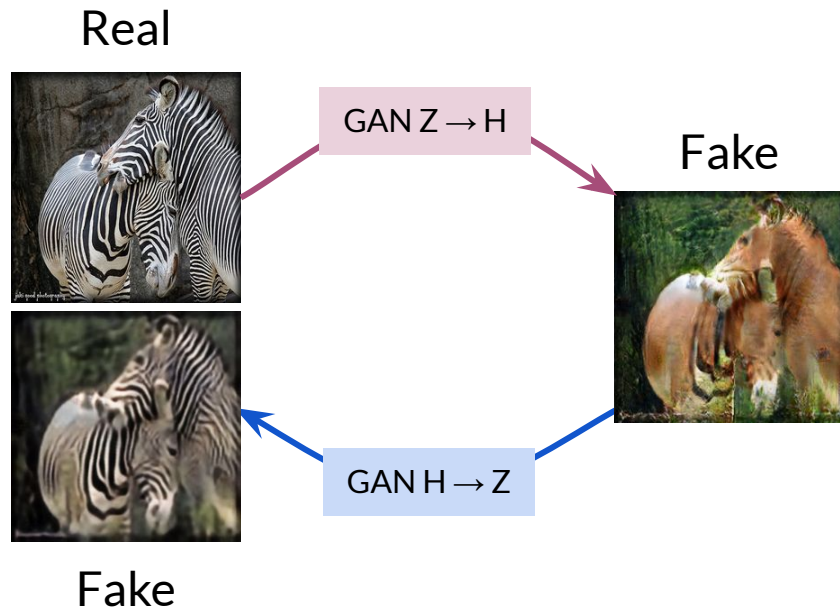 Real
GAN Z → H
Fake
GAN H → Z
Fake